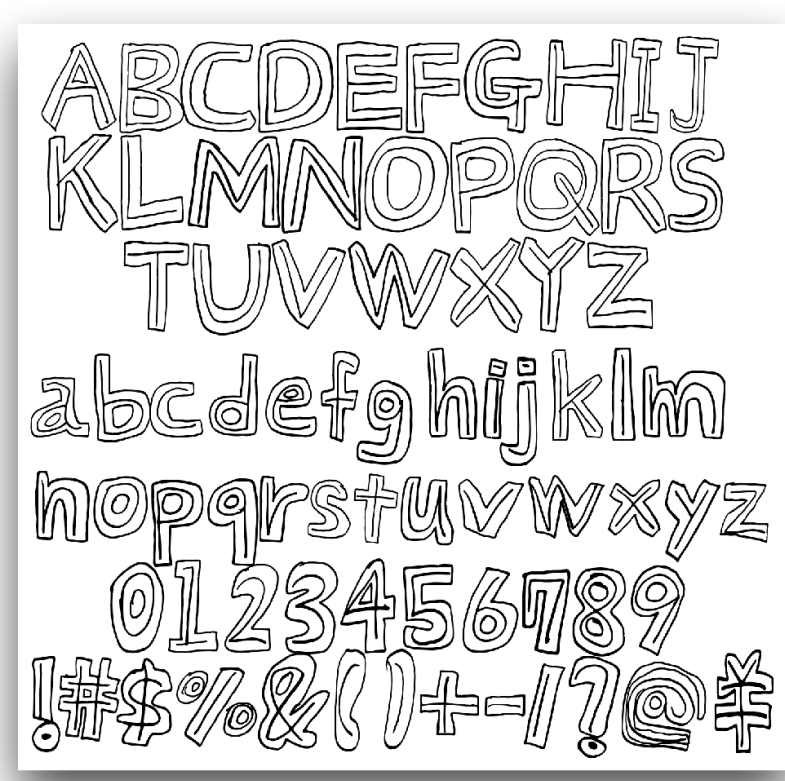 ABCDEFGHIJ
KLMNOPQRS
TUVWXYZ
abcdefghijklm
nopqrstuvwxyz
0123456789
!#$%&()+-/?@¥